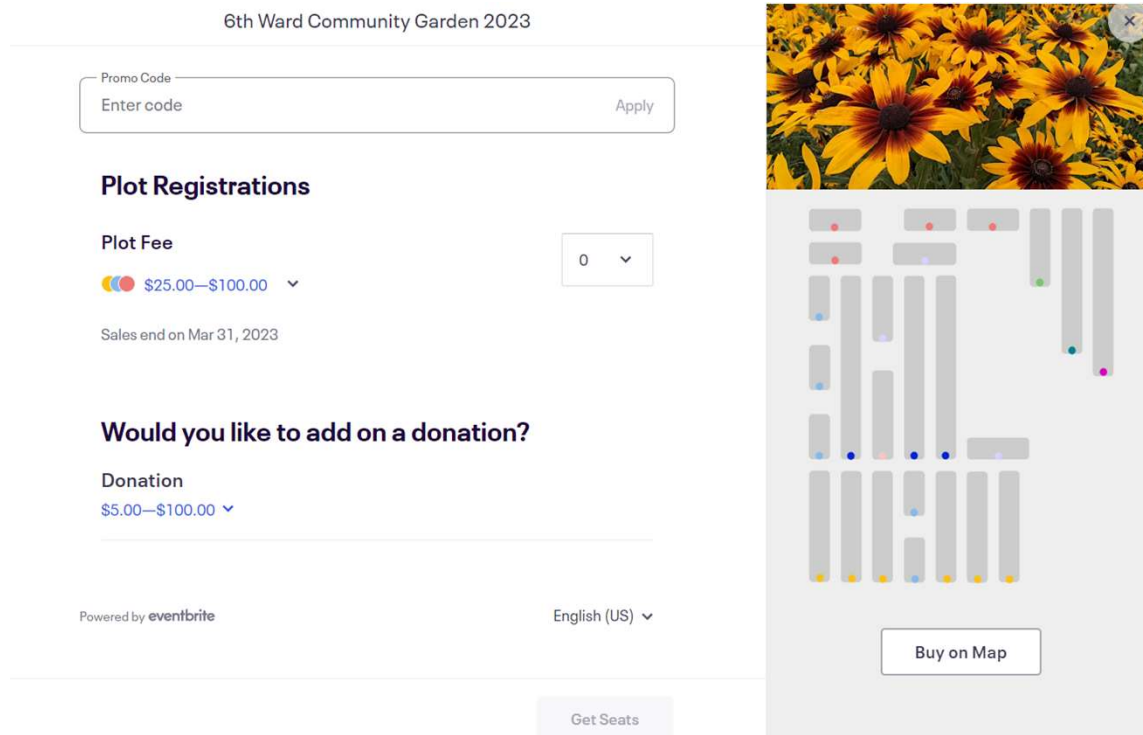 6th Ward Community Garden 2023
Promo Code
Enter code
Apply
Plot Registrations
Plot Fee
0
$25.00—$100.00
Sales end on Mar 31, 2023
Would you like to add on a donation?
Donation
$5.00—$100.00
Powered by eventbrite
English (US)
Get Seats
Buy on Map